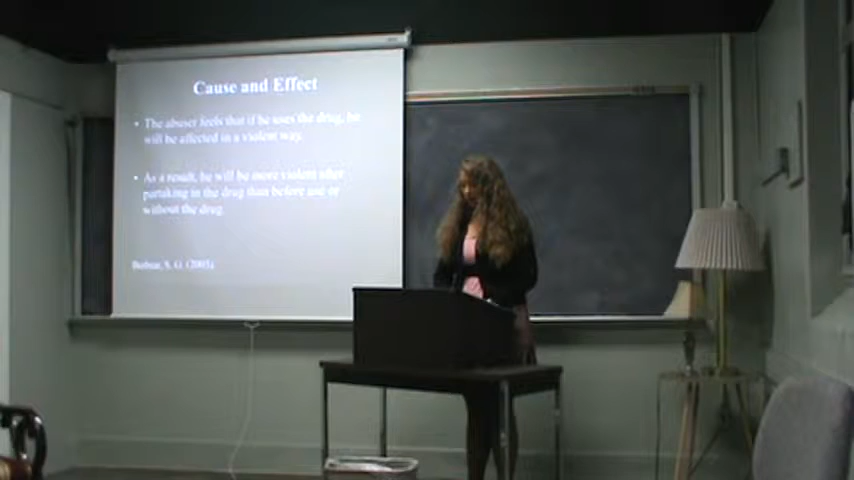 Cause and Effect
• The abuser feels that if he uses the drug, he
will be affected in a violent way.
• As a result, he will be more violent after
partaking in the drug than before use or
without the drug.
S. G. (2005)